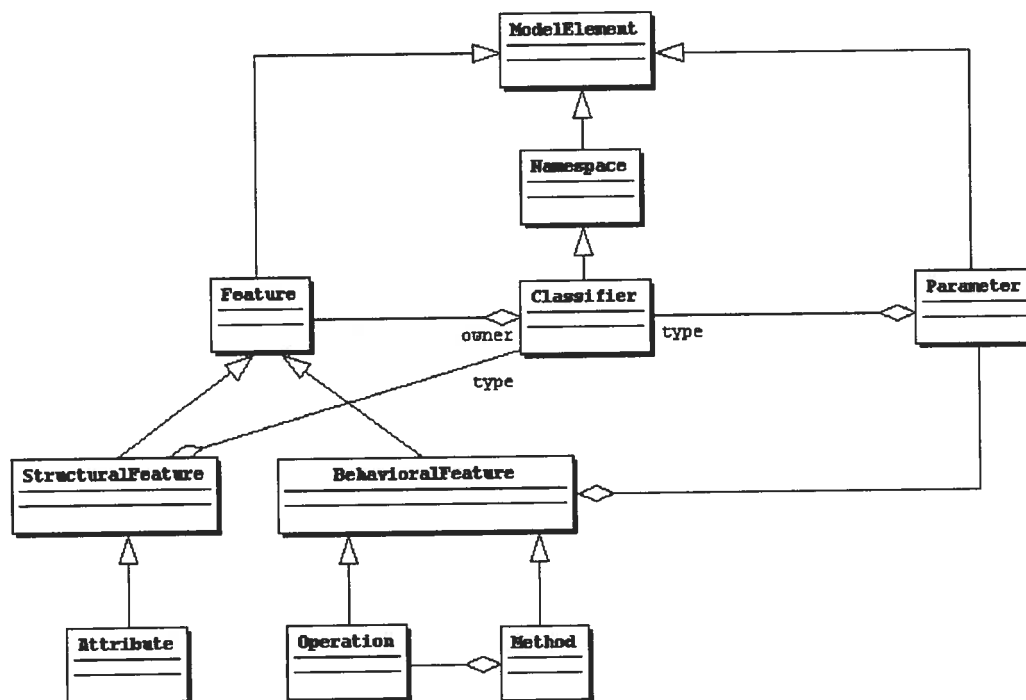 ModelElement
Namespace
Feature
Classifier
Parameter
owner
type
type
StructuralFeature
BehavioralFeature
Attribute
Operation
Method